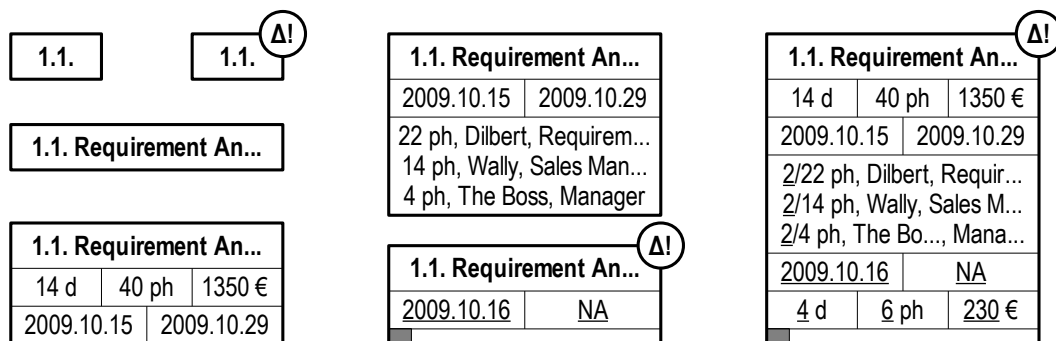 1.1.
1.1.
Δ!
1.1. Requirement An...
1.1. Requirement An...
14 d 40 ph 1350 €
2009.10.15 2009.10.29
1.1. Requirement An...
2009.10.15 2009.10.29
22 ph, Dilbert, Requirem...
14 ph, Wally, Sales Man...
4 ph, The Boss, Manager
Δ!
1.1. Requirement An...
2009.10.16 NA
Δ!
1.1. Requirement An...
14 d 40 ph 1350 €
2009.10.15 2009.10.29
2/22 ph, Dilbert, Requir...
2/14 ph, Wally, Sales M...
2/4 ph, The Bo..., Mana...
2009.10.16 NA
4 d 6 ph 230 €